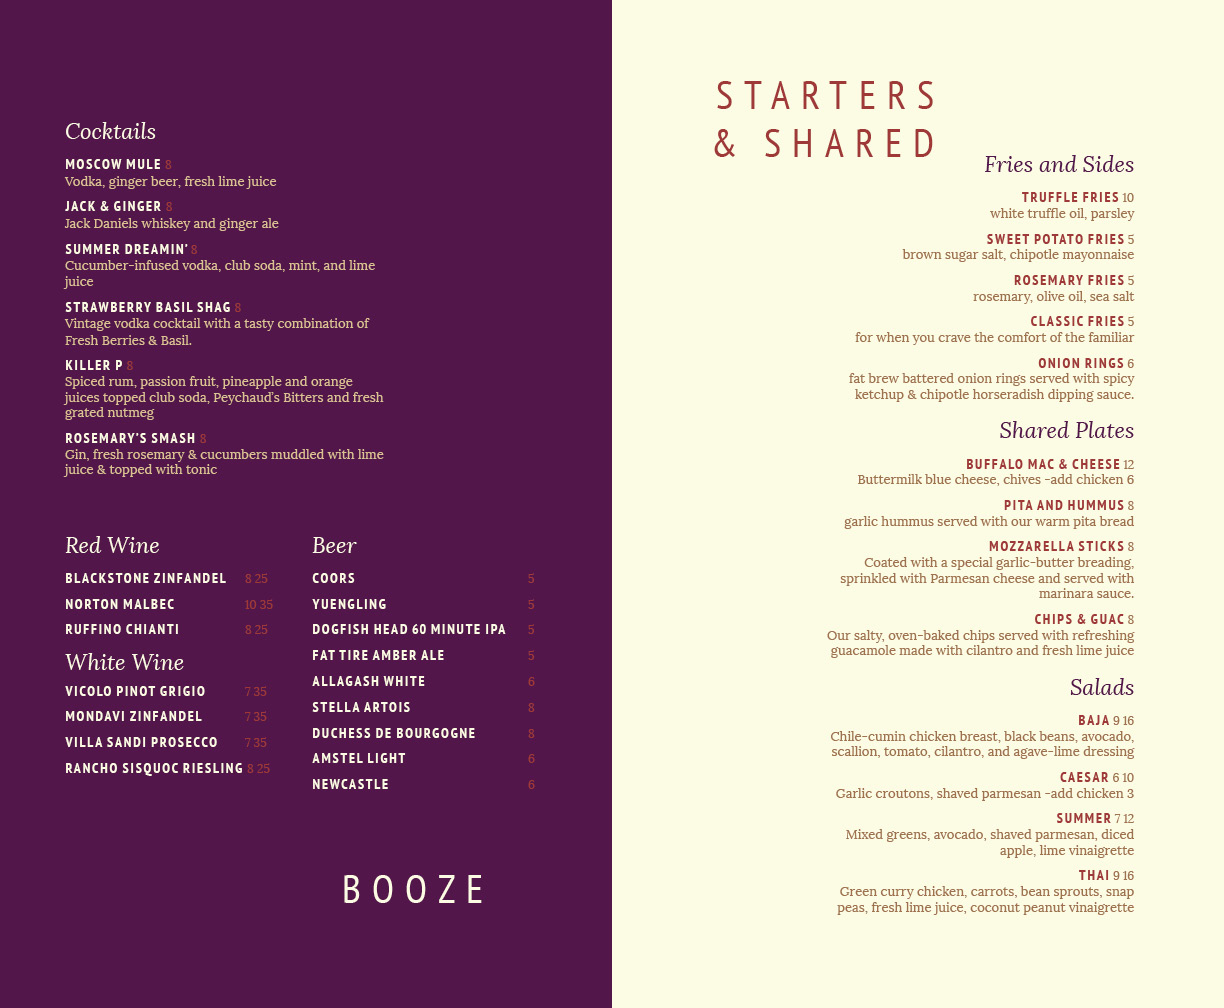 Cocktails
MOSCOW MULE 8
Vodka, ginger beer, fresh lime juice
JACK & GINGER 8
Jack Daniels whiskey and ginger ale
SUMMER DREAMIN' 8
Cucumber-infused vodka, club soda, mint, and lime
juice
STRAWBERRY BASIL SHAG 8
Vintage vodka cocktail with a tasty combination of
Fresh Berries & Basil.
KILLER P 8
Spiced rum, passion fruit, pineapple and orange
juices topped club soda, Peychaud's Bitters and fresh
grated nutmeg
ROSEMARY'S SMASH 8
Gin, fresh rosemary & cucumbers muddled with lime
juice & topped with tonic
Red Wine
BLACKSTONE ZINFANDEL 8 25
NORTON MALBEC 10 35
RUFFINO CHIANTI 8 25
White Wine
VICOLO PINOT GRIGIO 7 35
MONDAVI ZINFANDEL 7 35
VILLA SANDI PROSECCO 7 35
RANCHO SISQUOC RIESLING 8 25
Beer
COORS 5
YUENGLING 5
DOGFISH HEAD 60 MINUTE IPA 5
FAT TIRE AMBER ALE 5
ALLAGASH WHITE 6
STELLA ARTOIS 8
DUCHESS DE BOURGOGNE 8
AMSTEL LIGHT 6
NEWCASTLE 6
BOOZE
STARTERS
& SHARED
Fries and Sides
TRUFFLE FRIES 10
white truffle oil, parsley
SWEET POTATO FRIES 5
brown sugar salt, chipotle mayonnaise
ROSEMARY FRIES 5
rosemary, olive oil, sea salt
CLASSIC FRIES 5
for when you crave the comfort of the familiar
ONION RINGS 6
fat brew battered onion rings served with spicy
ketchup & chipotle horseradish dipping sauce.
Shared Plates
BUFFALO MAC & CHEESE 12
Buttermilk blue cheese, chives -add chicken 6
PITA AND HUMMUS 8
garlic hummus served with our warm pita bread
MOZZARELLA STICKS 8
Coated with a special garlic-butter breading,
sprinkled with Parmesan cheese and served with
marinara sauce.
CHIPS & GUAC 8
Our salty, oven-baked chips served with refreshing
guacamole made with cilantro and fresh lime juice
Salads
BAJA 9 16
Chile-cumin chicken breast, black beans, avocado,
scallion, tomato, cilantro, and agave-lime dressing
CAESAR 6 10
Garlic croutons, shaved parmesan -add chicken 3
SUMMER 7 12
Mixed greens, avocado, shaved parmesan, diced
apple, lime vinaigrette
THAI 9 16
Green curry chicken, carrots, bean sprouts, snap
peas, fresh lime juice, coconut peanut vinaigrette